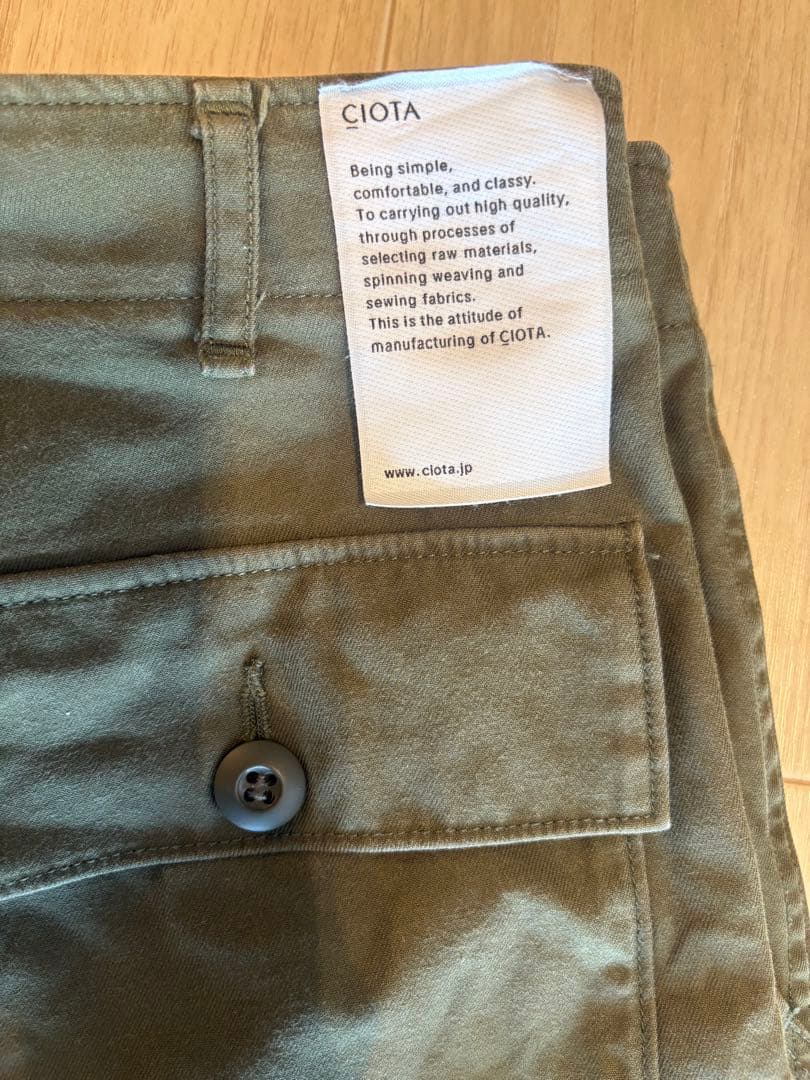 CIOTA
Being simple,
comfortable, and classy.
To carrying out high quality,
through processes of
selecting raw materials,
spinning weaving and
sewing fabrics.
This is the attitude of
manufacturing of CIOTA.
www.ciota.jp